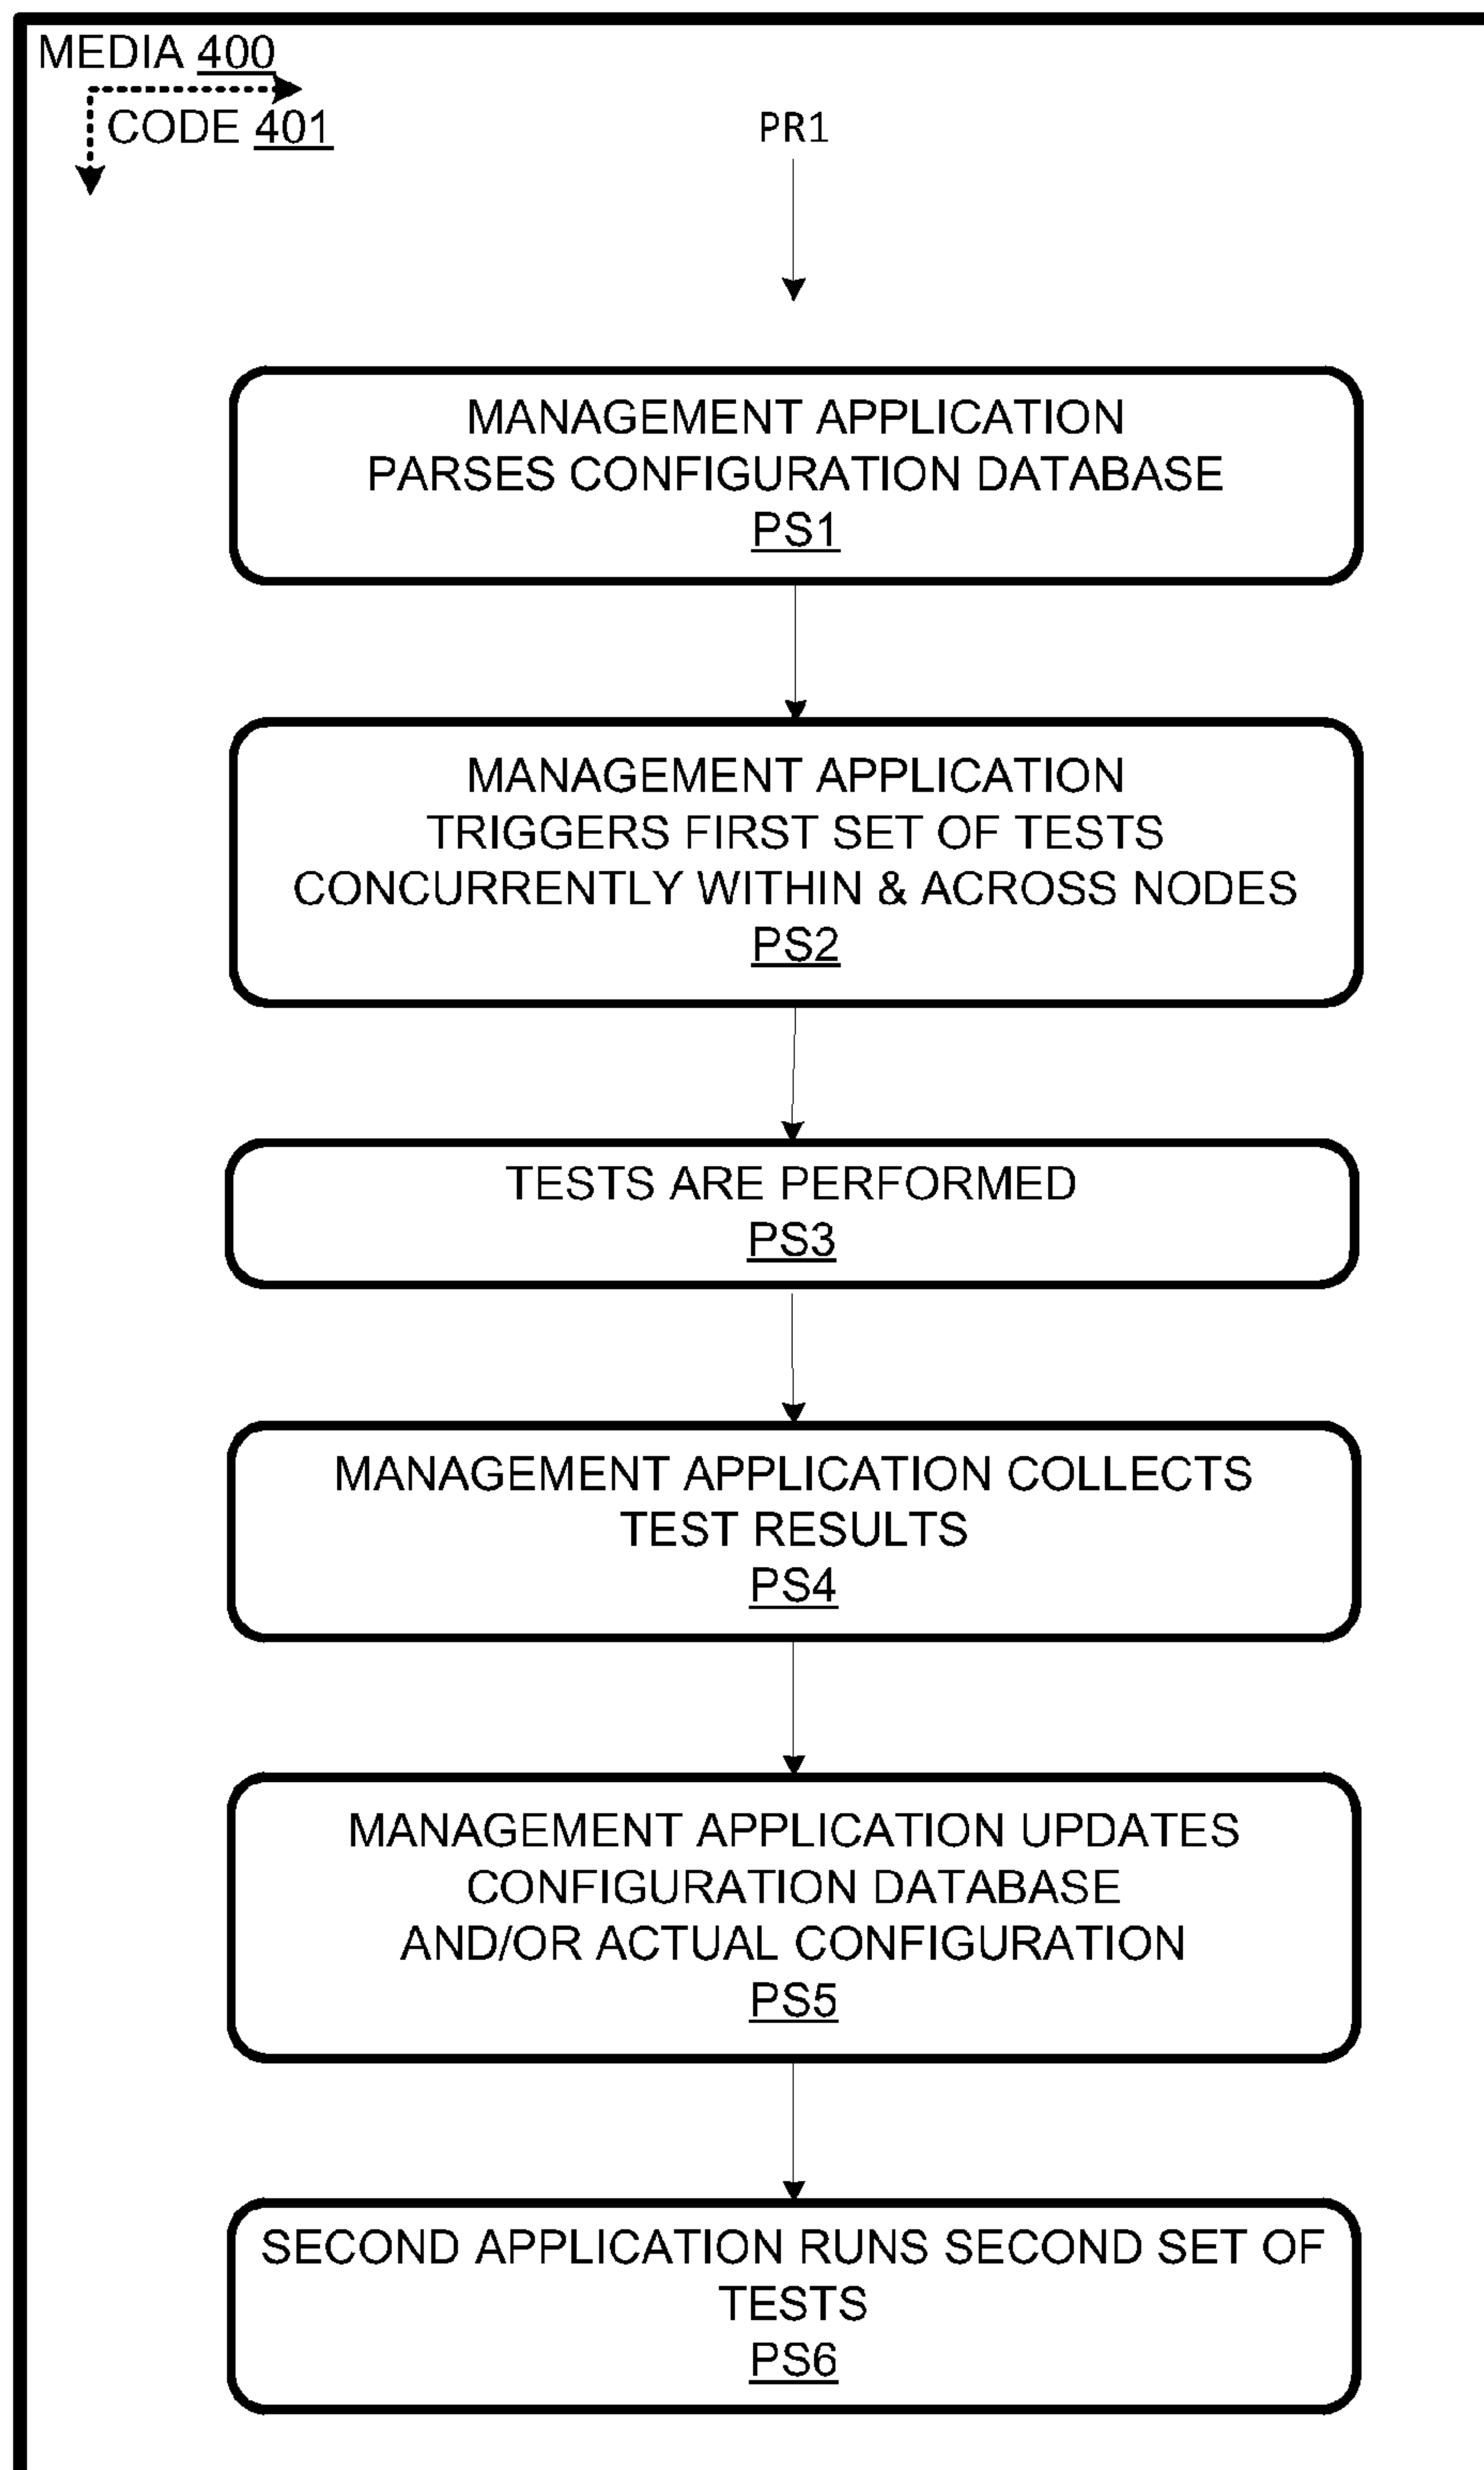 MEDIA 400
CODE 401
PR1
MANAGEMENT APPLICATION
PARSES CONFIGURATION DATABASE
PS1
MANAGEMENT APPLICATION
TRIGGERS FIRST SET OF TESTS
CONCURRENTLY WITHIN & ACROSS NODES
PS2
TESTS ARE PERFORMED
PS3
MANAGEMENT APPLICATION COLLECTS
TEST RESULTS
PS4
MANAGEMENT APPLICATION UPDATES
CONFIGURATION DATABASE
AND/OR ACTUAL CONFIGURATION
PS5
SECOND APPLICATION RUNS SECOND SET OF
TESTS
PS6